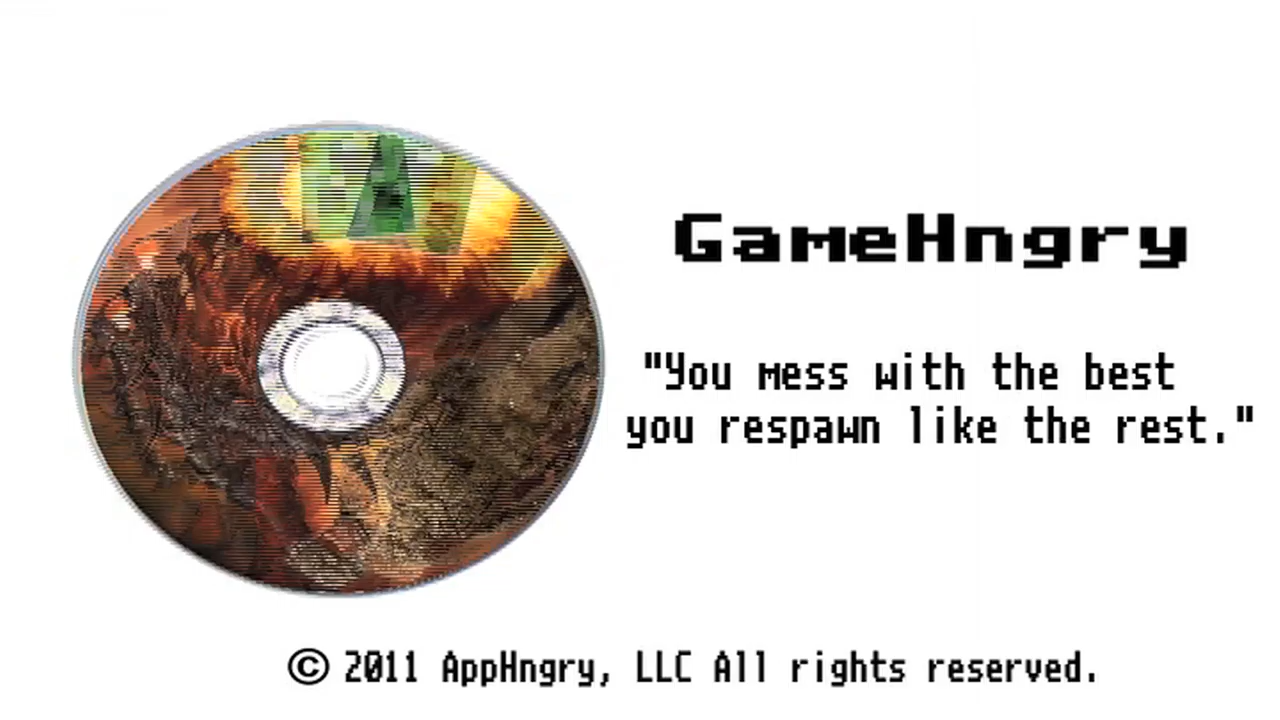 GameHngry
"You mess with the best
you respawn like the rest."
© 2011 AppHngry, LLC All rights reserved.